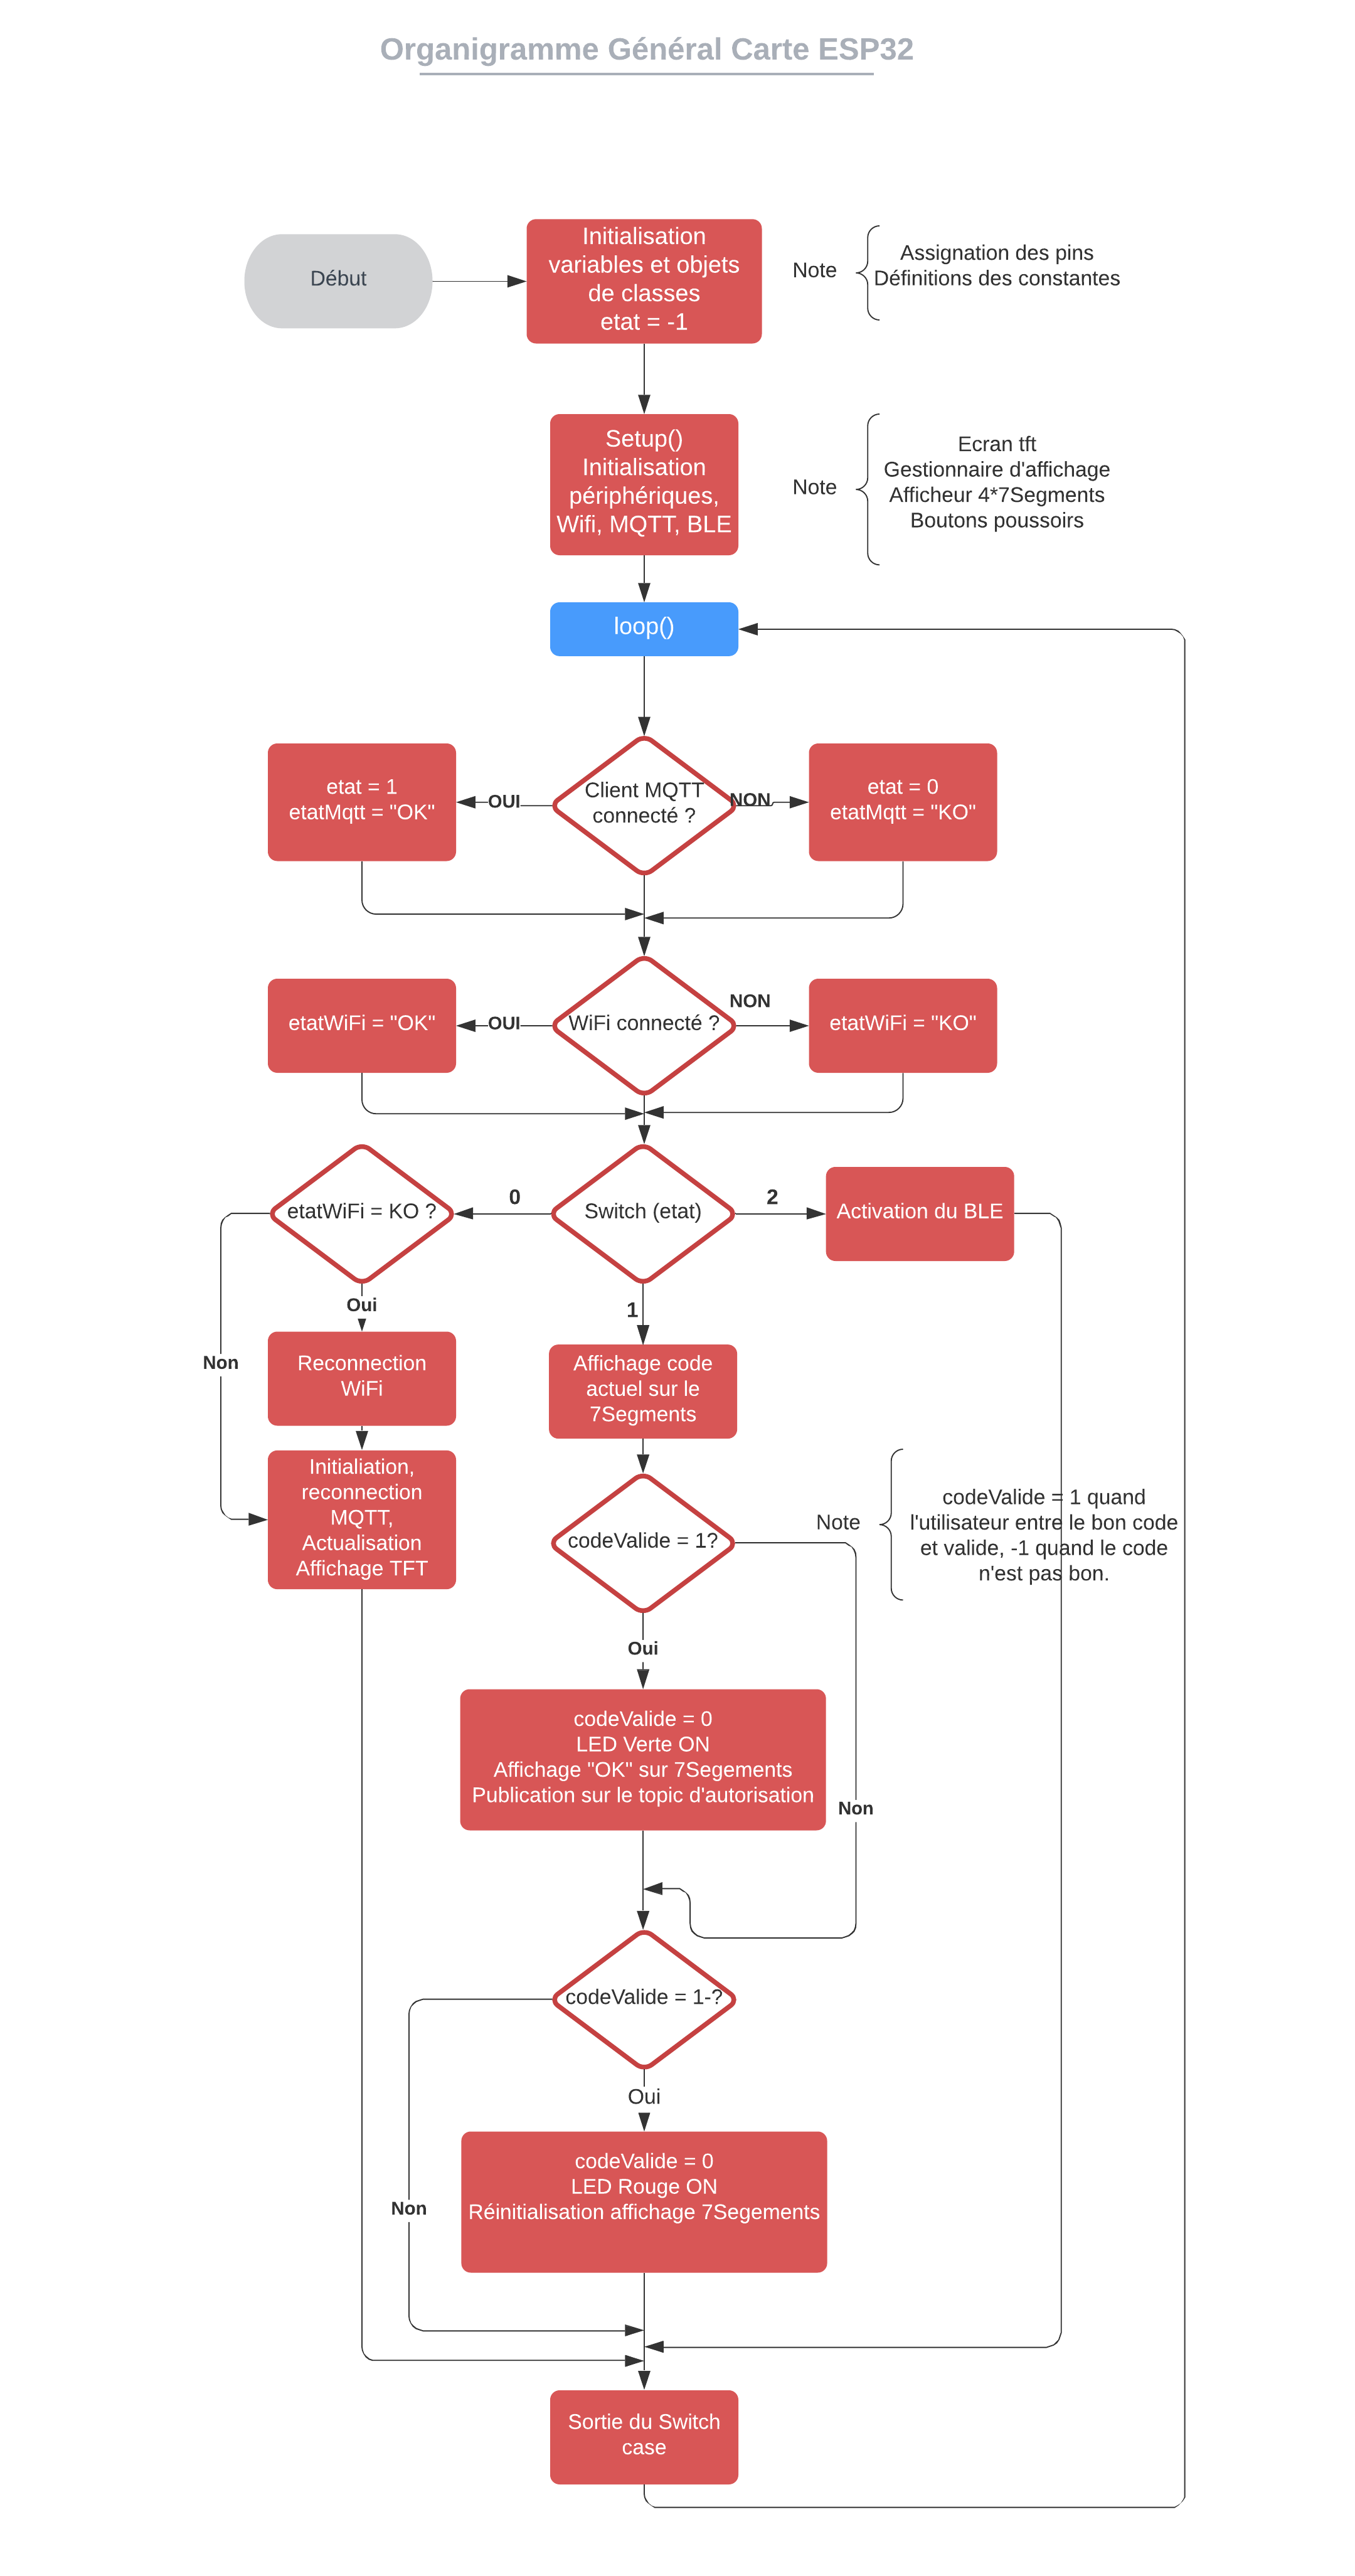 Organigramme Général Carte ESP32
Début
Initialisation
variables et objets
de classes
etat = -1
Note
Assignation des pins
Définitions des constantes
Setup()
Initialisation
périphériques,
Wifi, MQTT, BLE
Note
Ecran tft
Gestionnaire d'affichage
Afficheur 4*7Segments
Boutons poussoirs
loop()
etat = 1
etatMqtt = "OK"
OUI
Client MQTT
connecté ?
NON
etat = 0
etatMqtt = "KO"
etatWiFi = "OK"
OUI
WiFi connecté ?
NON
etatWiFi = "KO"
etatWiFi = KO ?
0
Switch (etat)
2
Activation du BLE
Oui
1
Non
Reconnection
WiFi
Affichage code
actuel sur le
7Segments
Initialiation,
reconnection
MQTT,
Actualisation
Affichage TFT
codeValide = 1?
Note
codeValide = 1 quand
l'utilisateur entre le bon code
et valide, -1 quand le code
n'est pas bon.
Oui
codeValide = 0
LED Verte ON
Affichage "OK" sur 7Segements
Publication sur le topic d'autorisation
Non
codeValide = 1-?
Oui
codeValide = 0
LED Rouge ON
Réinitialisation affichage 7Segements
Non
Sortie du Switch
case